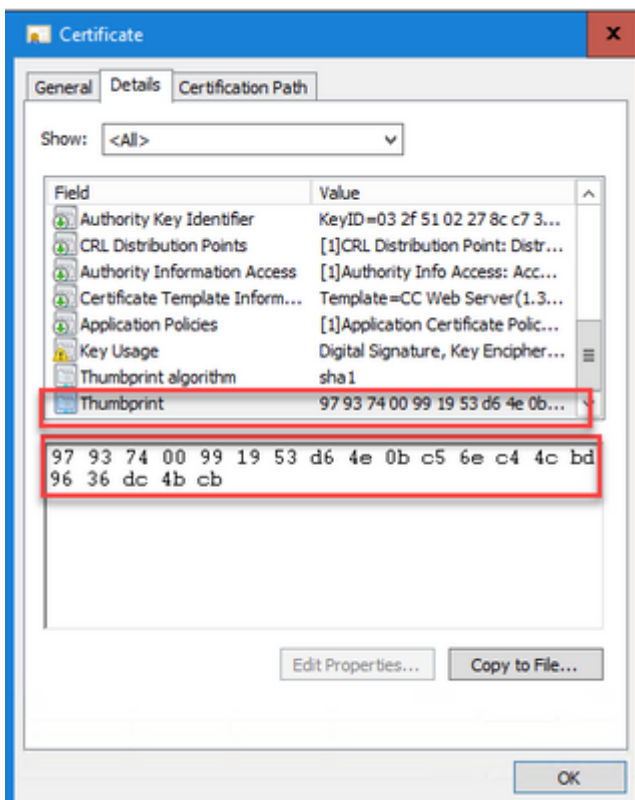 Certificate
x
General Details Certification Path
Show: <All>
Field Value
Authority Key Identifier KeyID=03 2f 51 02 27 8c c7 3...
CRL Distribution Points [1]CRL Distribution Point: Distr...
Authority Information Access [1]Authority Info Access: Acc...
Certificate Template Inform... Template=CC Web Server(1.3...
Application Policies [1]Application Certificate Polic...
Key Usage Digital Signature, Key Encipher...
Thumbprint algorithm sha1
Thumbprint 97 93 74 00 99 19 53 d6 4e 0b...
97 93 74 00 99 19 53 d6 4e 0b c5 6e c4 4c bd
96 36 dc 4b cb
Edit Properties... Copy to File...
OK